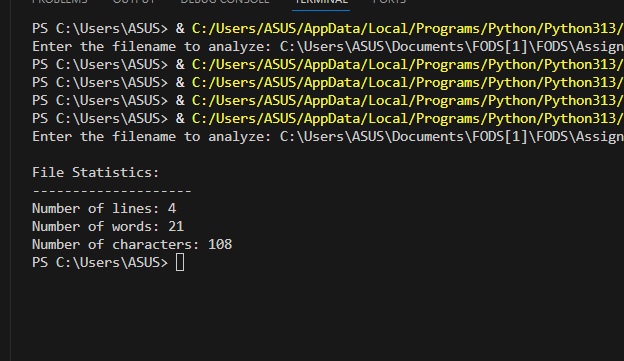 PROBLEMS OUTPUT DEBUG CONSOLE TERMINAL PORTS
PS C:\Users\ASUS> & C:/Users/ASUS/AppData/Local/Programs/Python/Python313/
Enter the filename to analyze: C:\Users\ASUS\Documents\FODS[1]\FODS\Assign
PS C:\Users\ASUS> & C:/Users/ASUS/AppData/Local/Programs/Python/Python313/
PS C:\Users\ASUS> & C:/Users/ASUS/AppData/Local/Programs/Python/Python313/
PS C:\Users\ASUS> & C:/Users/ASUS/AppData/Local/Programs/Python/Python313/
PS C:\Users\ASUS> & C:/Users/ASUS/AppData/Local/Programs/Python/Python313/
Enter the filename to analyze: C:\Users\ASUS\Documents\FODS[1]\FODS\Assign
File Statistics:
--------------------
Number of lines: 4
Number of words: 21
Number of characters: 108
PS C:\Users\ASUS>